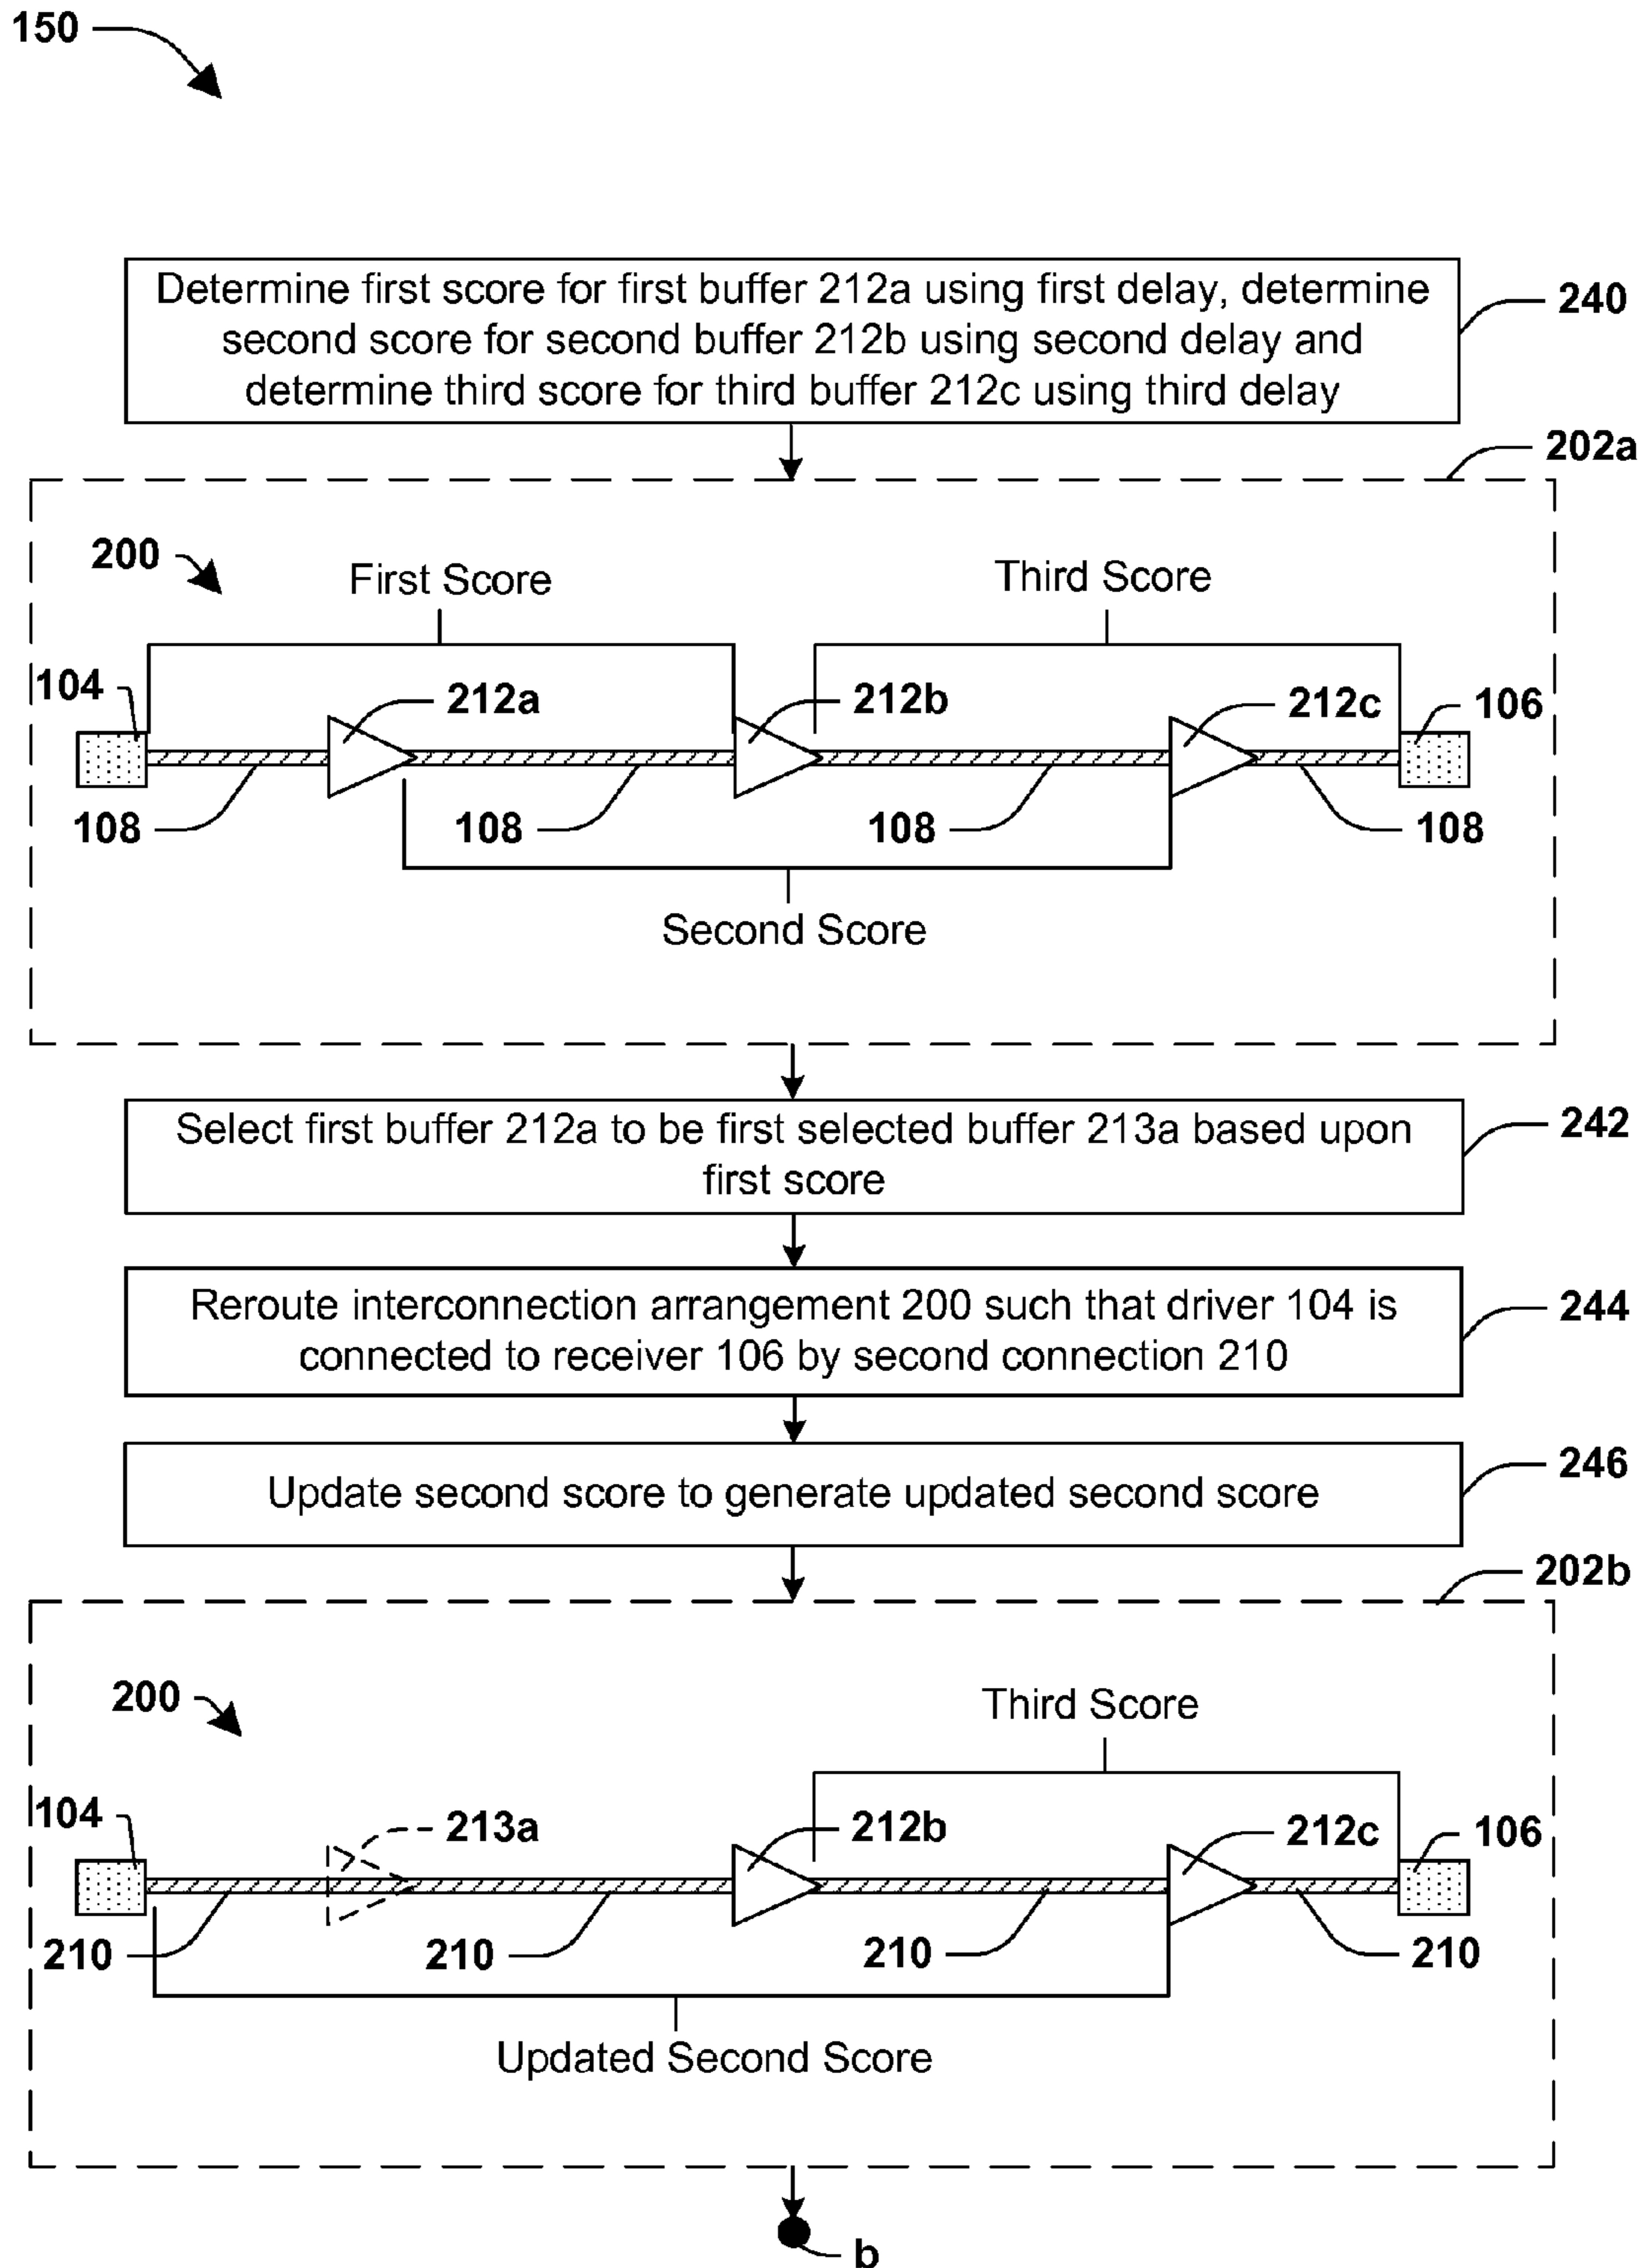 150
Determine first score for first buffer 212a using first delay, determine
second score for second buffer 212b using second delay and
determine third score for third buffer 212c using third delay
240
202a
200
First Score
Third Score
104
212a
212b
212c
106
108
108
108
108
Second Score
Select first buffer 212a to be first selected buffer 213a based upon
first score
242
Reroute interconnection arrangement 200 such that driver 104 is
connected to receiver 106 by second connection 210
244
Update second score to generate updated second score
246
202b
200
Third Score
104
213a
212b
212c
106
210
210
210
210
Updated Second Score
b